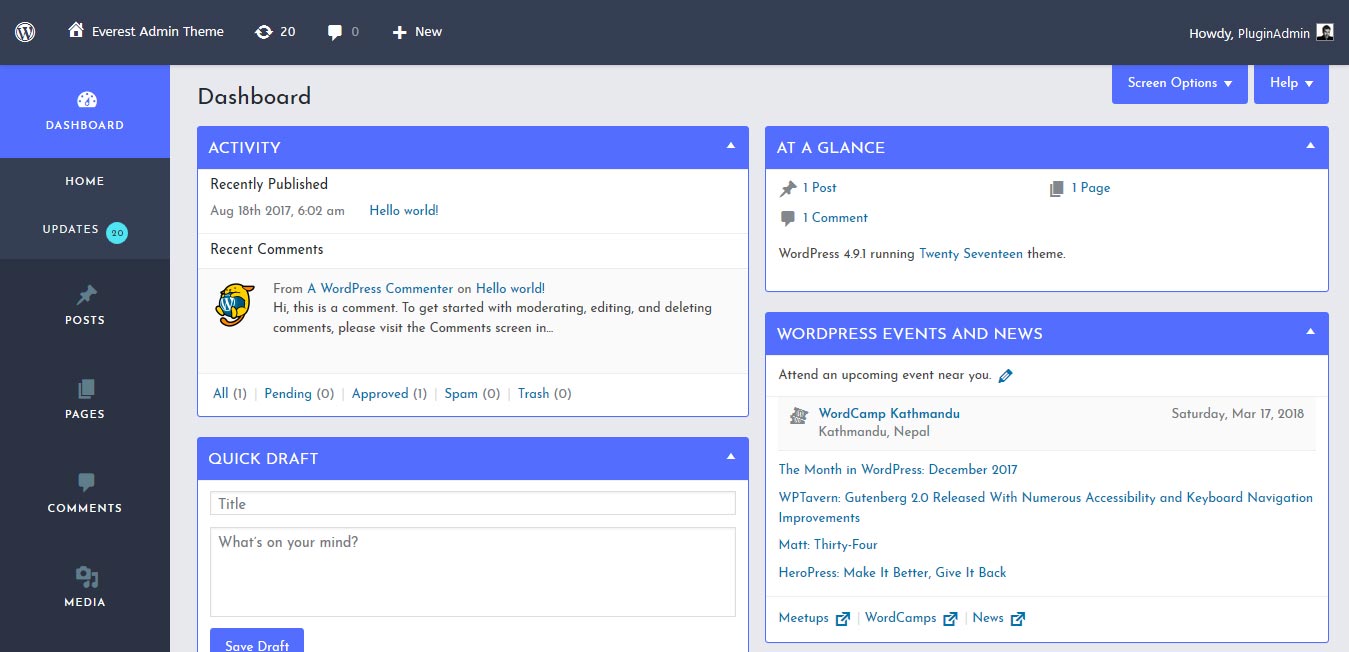 Everest Admin Theme 20 0 New Howdy, PluginAdmin
DASHBOARD
HOME
UPDATES 20
POSTS
PAGES
COMMENTS
MEDIA
Screen Options Help
Dashboard
ACTIVITY
Recently Published
Aug 18th 2017, 6:02 am Hello world!
Recent Comments
From A WordPress Commenter on Hello world!
Hi, this is a comment. To get started with moderating, editing, and deleting
comments, please visit the Comments screen in…
All (1) | Pending (0) | Approved (1) | Spam (0) | Trash (0)
QUICK DRAFT
Title
What's on your mind?
Save Draft
AT A GLANCE
1 Post 1 Page
1 Comment
WordPress 4.9.1 running Twenty Seventeen theme.
WORDPRESS EVENTS AND NEWS
Attend an upcoming event near you.
WordCamp Kathmandu Saturday, Mar 17, 2018
Kathmandu, Nepal
The Month in WordPress: December 2017
WPTavern: Gutenberg 2.0 Released With Numerous Accessibility and Keyboard Navigation
Improvements
Matt: Thirty-Four
HeroPress: Make It Better, Give It Back
Meetups | WordCamps | News